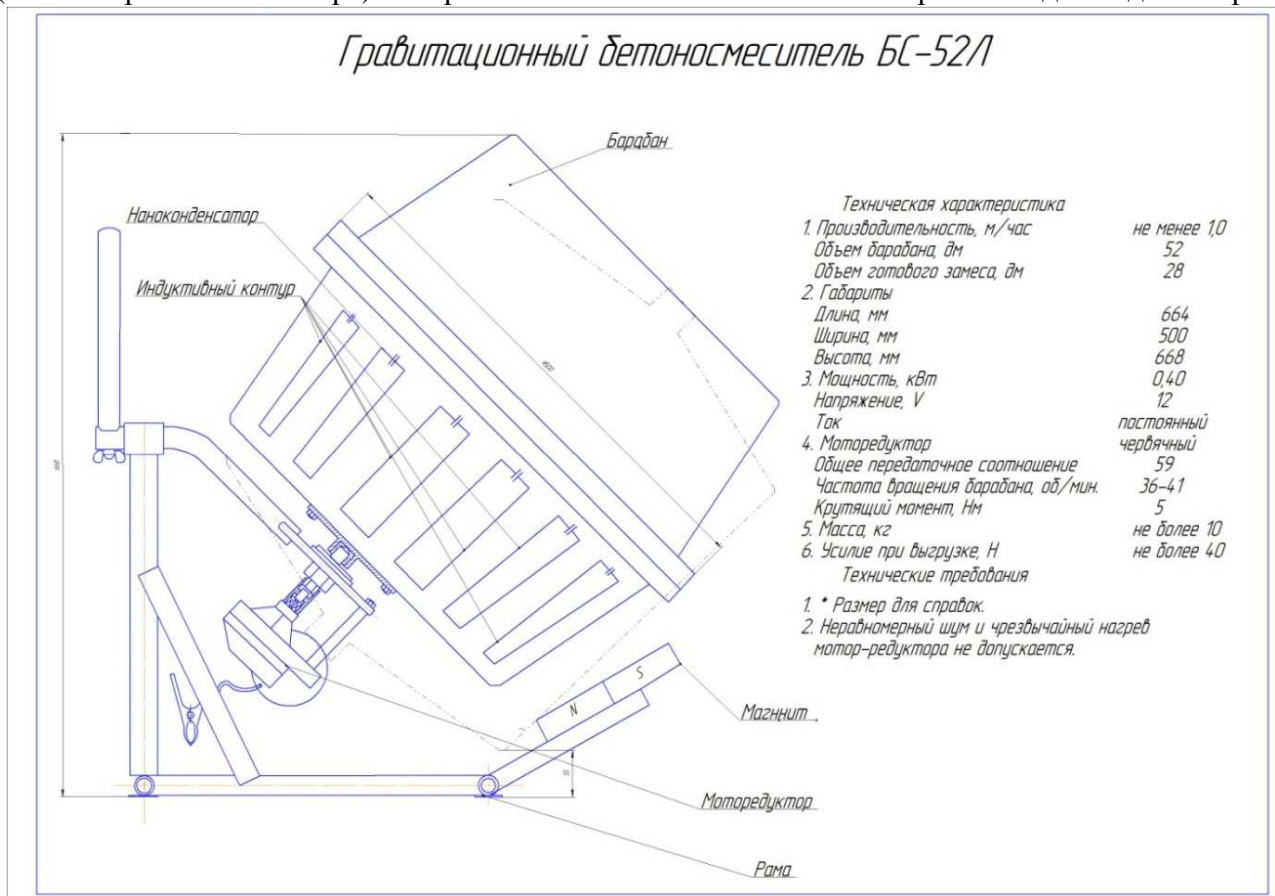 Гравитационный бетоносмеситель БС-52Л
Барабан
Наноконденсатор
Индуктивный контур
Техническая характеристика
1. Производительность, м/час не менее 1,0
Объем барабана, дм 52
Объем готового замеса, дм 28
2. Габариты
Длина, мм 664
Ширина, мм 500
Высота, мм 668
3. Мощность, кВт 0,40
Напряжение, V 12
Ток постоянный
4. Моторедуктор червячный
Общее передаточное соотношение 59
Частота вращения барабана, об/мин. 36-41
Крутящий момент, Нм 5
5. Масса, кг не более 10
6. Усилие при выгрузке, Н не более 40
Технические требования
1. * Размер для справок.
2. Неравномерный шум и чрезвычайный нагрев
мотор-редуктора не допускается.
N S
Магннит
Моторедуктор
Рама